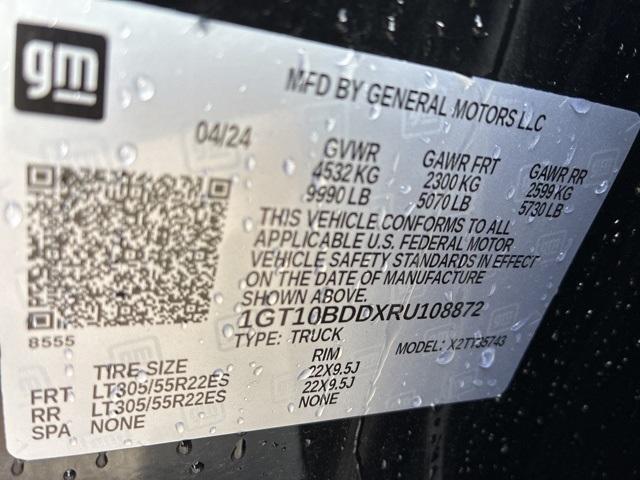 gm
MFD BY GENERAL MOTORS LLC
04/24
GVWR GAWR FRT GAWR RR
4532 KG 2300 KG 2599 KG
9990 LB 5070 LB 5730 LB
THIS VEHICLE CONFORMS TO ALL
APPLICABLE U.S. FEDERAL MOTOR
VEHICLE SAFETY STANDARDS IN EFFECT
ON THE DATE OF MANUFACTURE
SHOWN ABOVE.
1GT10BDDXRU108872
8555
TYPE: TRUCK MODEL: X2TY35743
TIRE SIZE RIM
FRT LT305/55R22ES 22X9.5J
RR LT305/55R22ES 22X9.5J
SPA NONE NONE